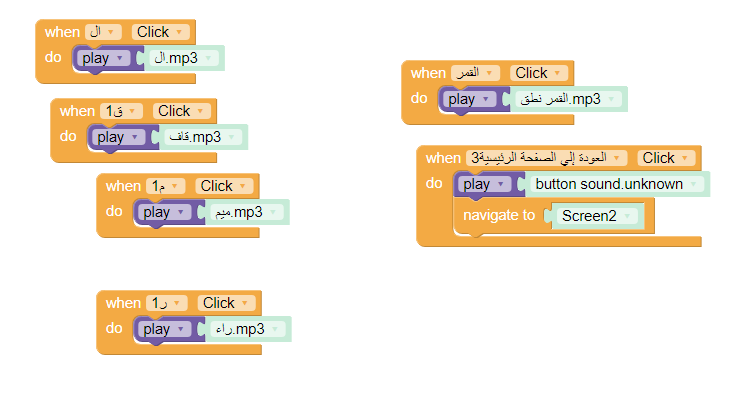 when ال Click
do play ال.mp3
when ق1 Click
do play قاف.mp3
when م1 Click
do play ميم.mp3
when ر1 Click
do play راء.mp3
when القمر Click
do play القمر نطق.mp3
when العودة إلي الصفحة الرئيسية3 Click
do play button sound.unknown
navigate to Screen2